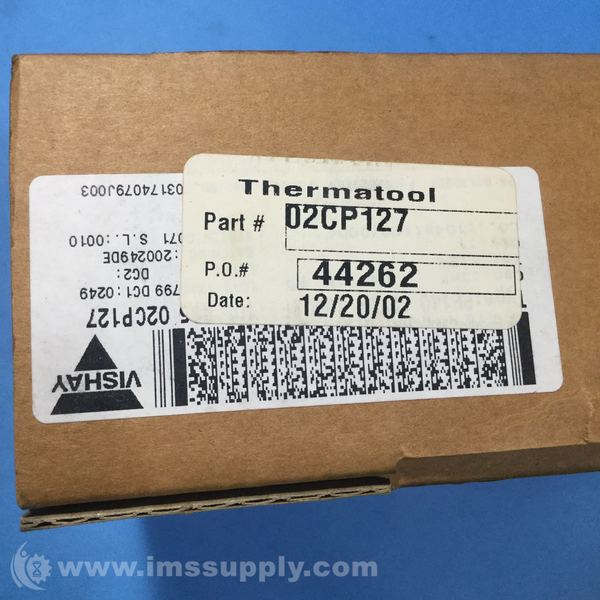 Thermatool
Part # 02CP127
P.O.# 44262
Date: 12/20/02
VISHAY
02CP127
DC1:0249
DC2:
:200249DE
S.L.:0010
03174079J003
www.imssupply.com